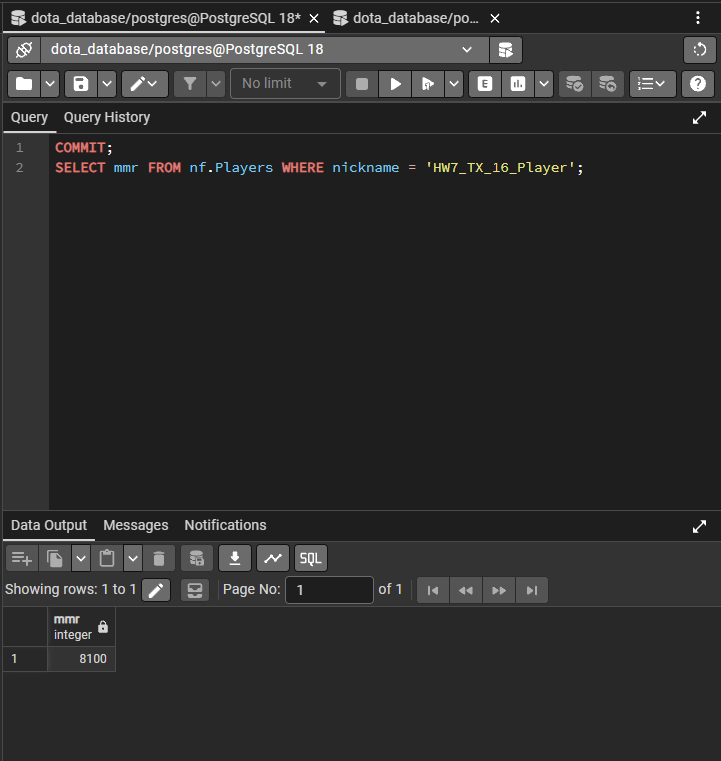 dota_database/postgres@PostgreSQL 18*
dota_database/po...
dota_database/postgres@PostgreSQL 18
No limit
E
Query
Query History
1 COMMIT;
2 SELECT mmr FROM nf.Players WHERE nickname = 'HW7_TX_16_Player';
Data Output
Messages
Notifications
SQL
Showing rows: 1 to 1
Page No: 1 of 1
mmr
integer
1 8100